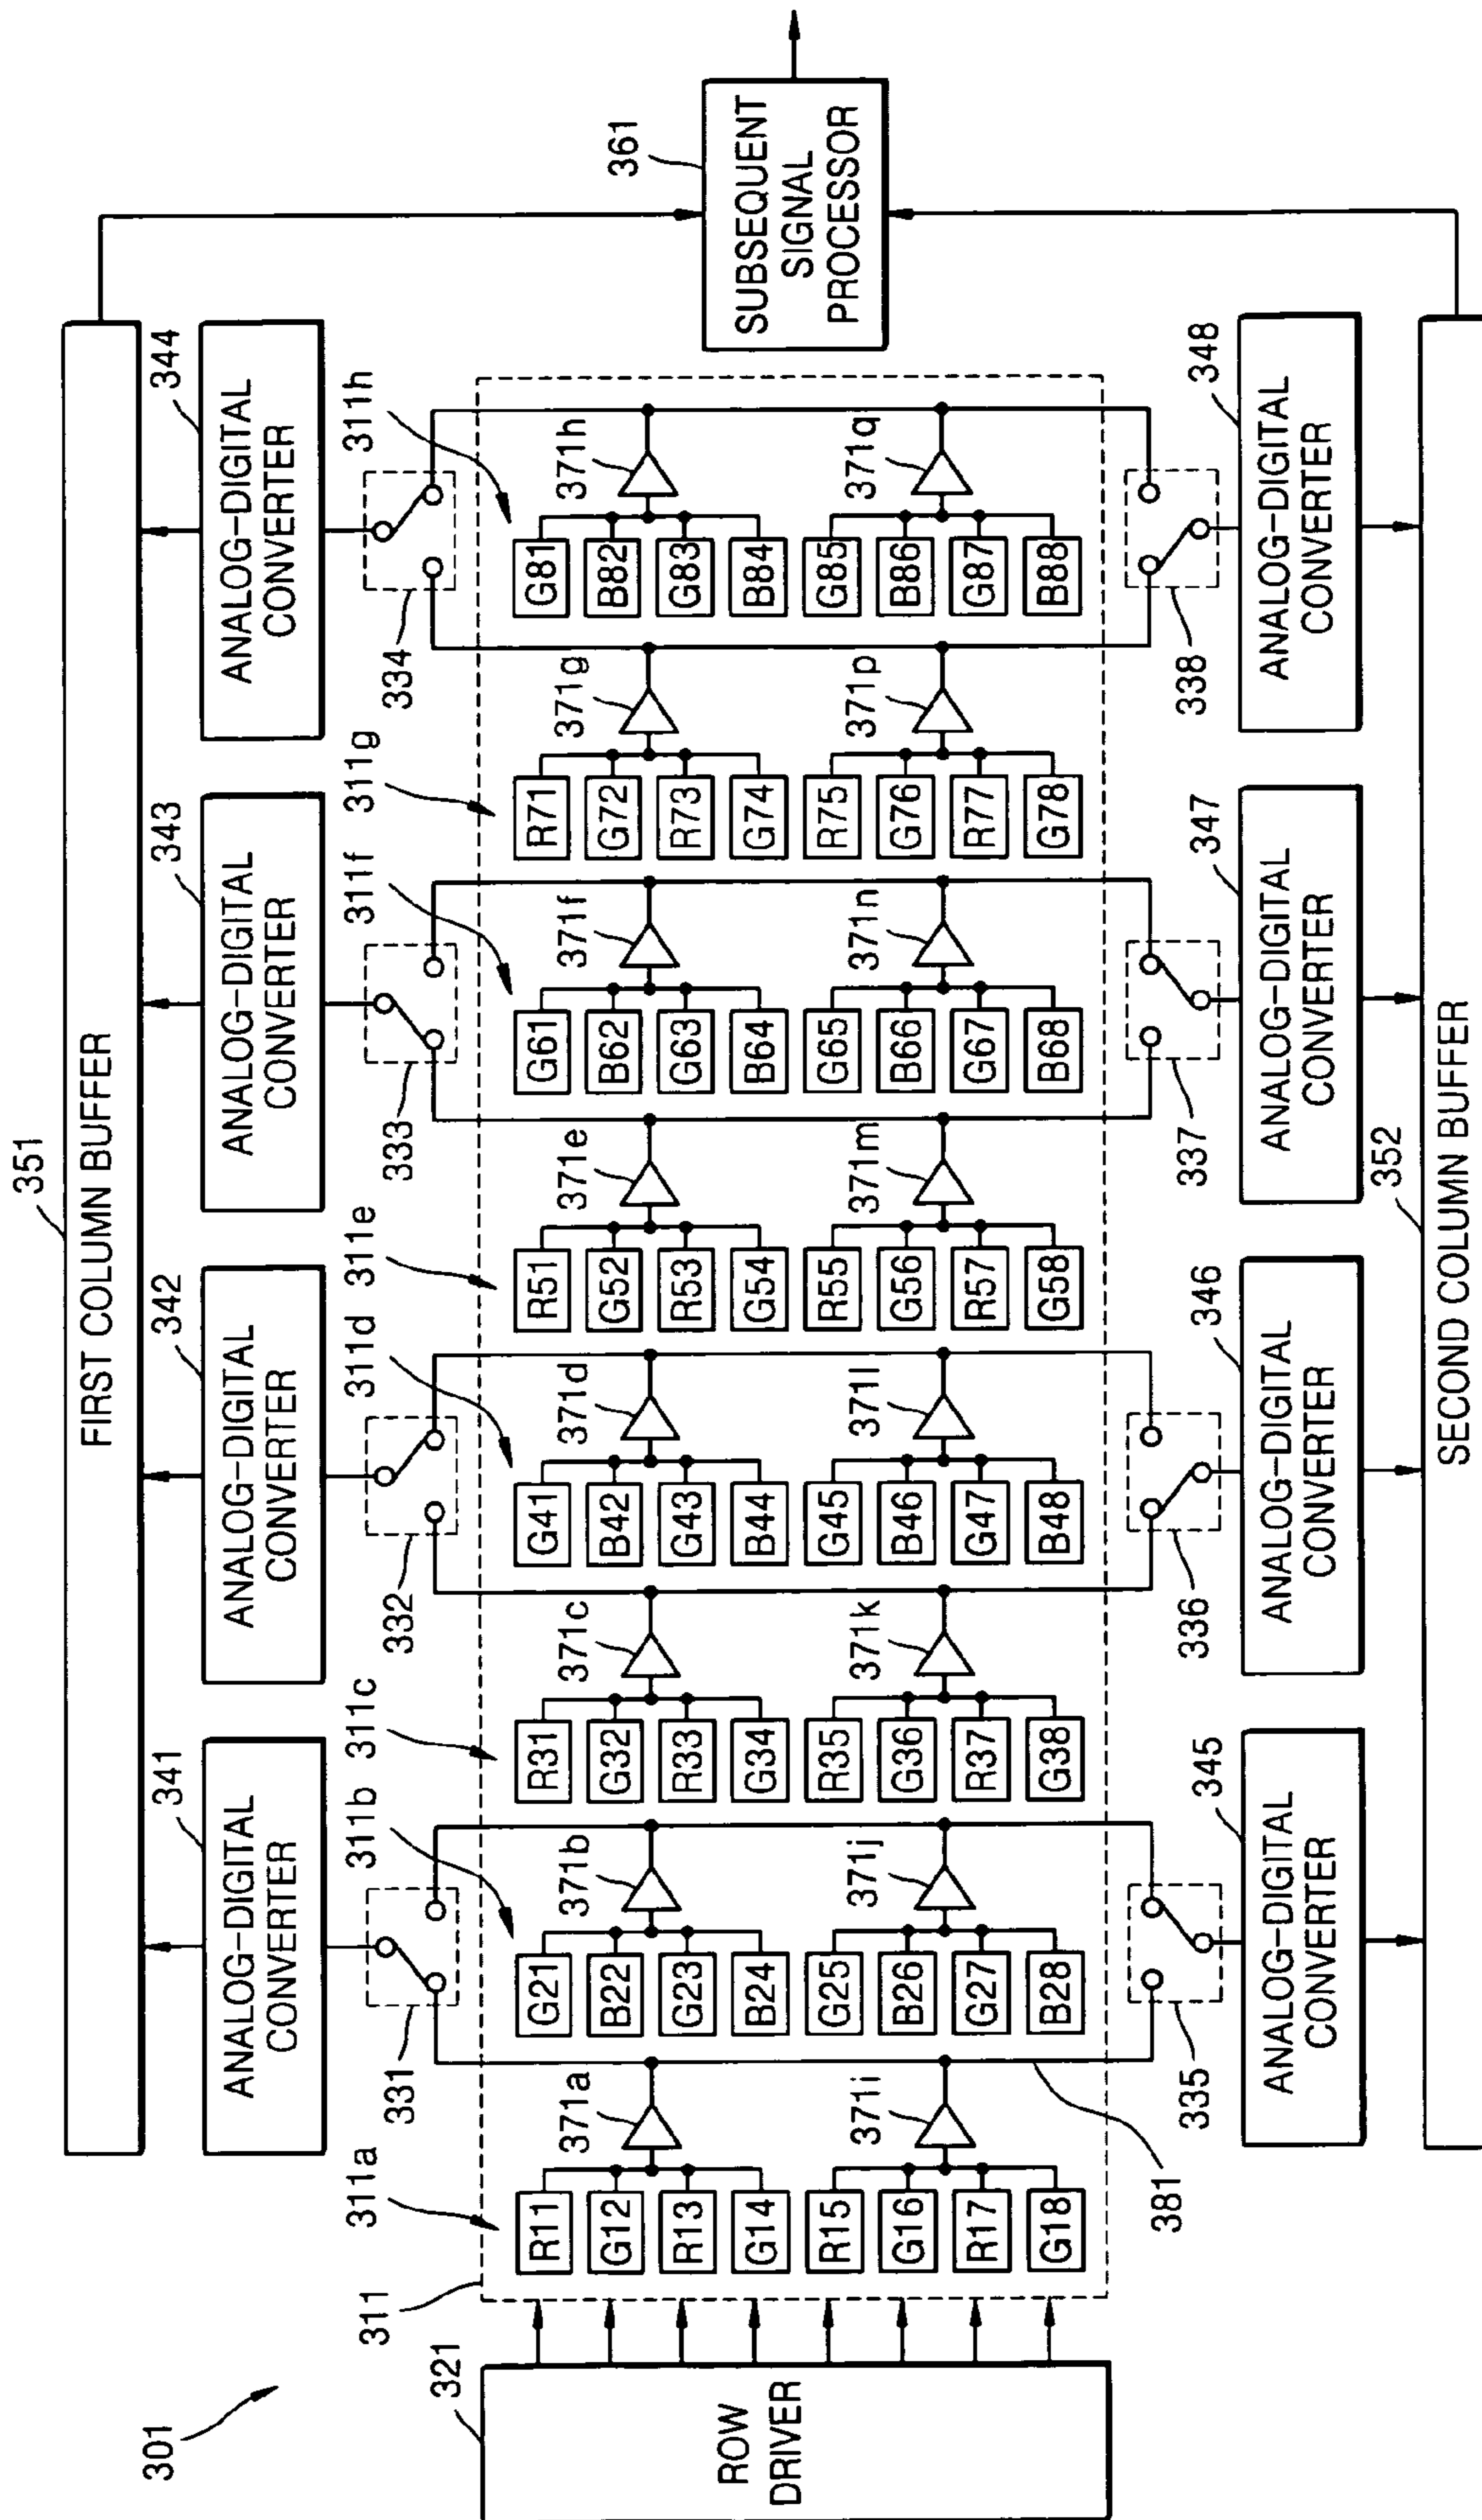 301
351
FIRST COLUMN BUFFER
341
342
343
344
ANALOG-DIGITAL
CONVERTER
ANALOG-DIGITAL
CONVERTER
ANALOG-DIGITAL
CONVERTER
ANALOG-DIGITAL
CONVERTER
311
311a
331
311b
311c
332
311d
311e
333
311f
311g
334
311h
361
SUBSEQUENT
SIGNAL
PROCESSOR
321
ROW
DRIVER
371a
371b
371c
371d
371e
371f
371g
371h
R11 G21 R31 G41 R51 G61 R71 G81
G12 B22 G32 B42 G52 B62 G72 B82
R13 G23 R33 G43 R53 G63 R73 G83
G14 B24 G34 B44 G54 B64 G74 B84
371i
371j
371k
371l
371m
371n
371p
371q
R15 G25 R35 G45 R55 G65 R75 G85
G16 B26 G36 B46 G56 B66 G76 B86
R17 G27 R37 G47 R57 G67 R77 G87
G18 B28 G38 B48 G58 B68 G78 B88
381
335
345
336
346
337
347
338
348
ANALOG-DIGITAL
CONVERTER
ANALOG-DIGITAL
CONVERTER
ANALOG-DIGITAL
CONVERTER
ANALOG-DIGITAL
CONVERTER
352
SECOND COLUMN BUFFER